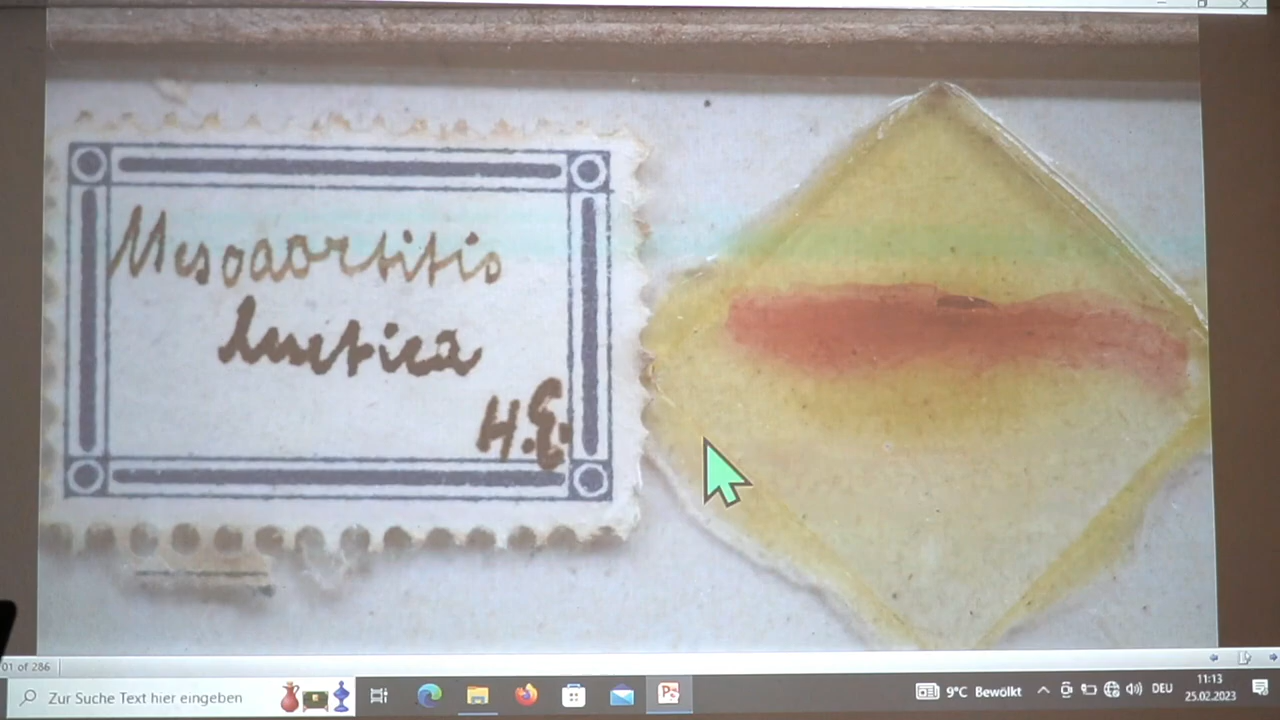 Mesoaortitis
luetica
H.E.
01 of 286
Zur Suche Text hier eingeben
9°C Bewölkt
DEU
11:13
25.02.2023